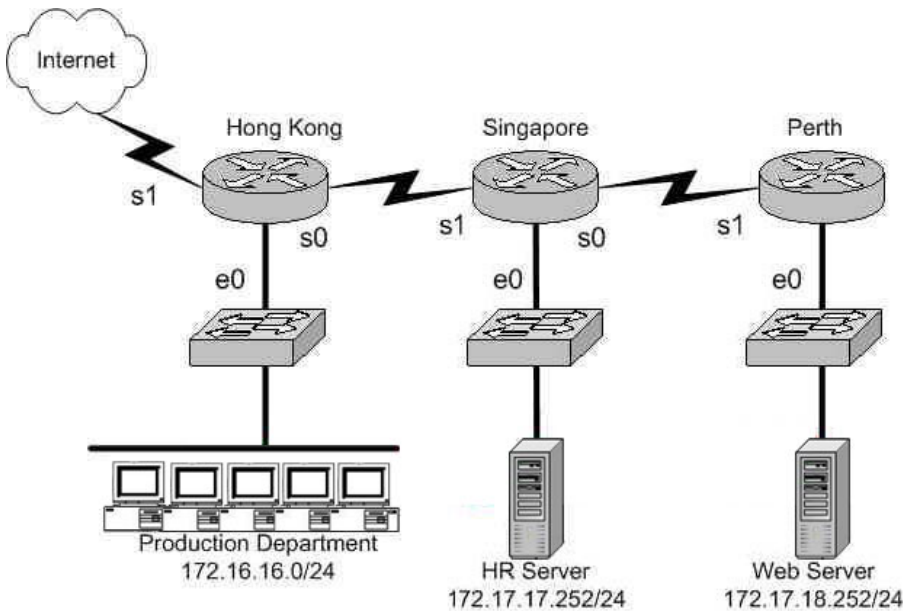 Internet
Hong Kong
Singapore
Perth
s1
s0
s1
s0
s1
e0
e0
e0
Production Department
172.16.16.0/24
HR Server
172.17.17.252/24
Web Server
172.17.18.252/24